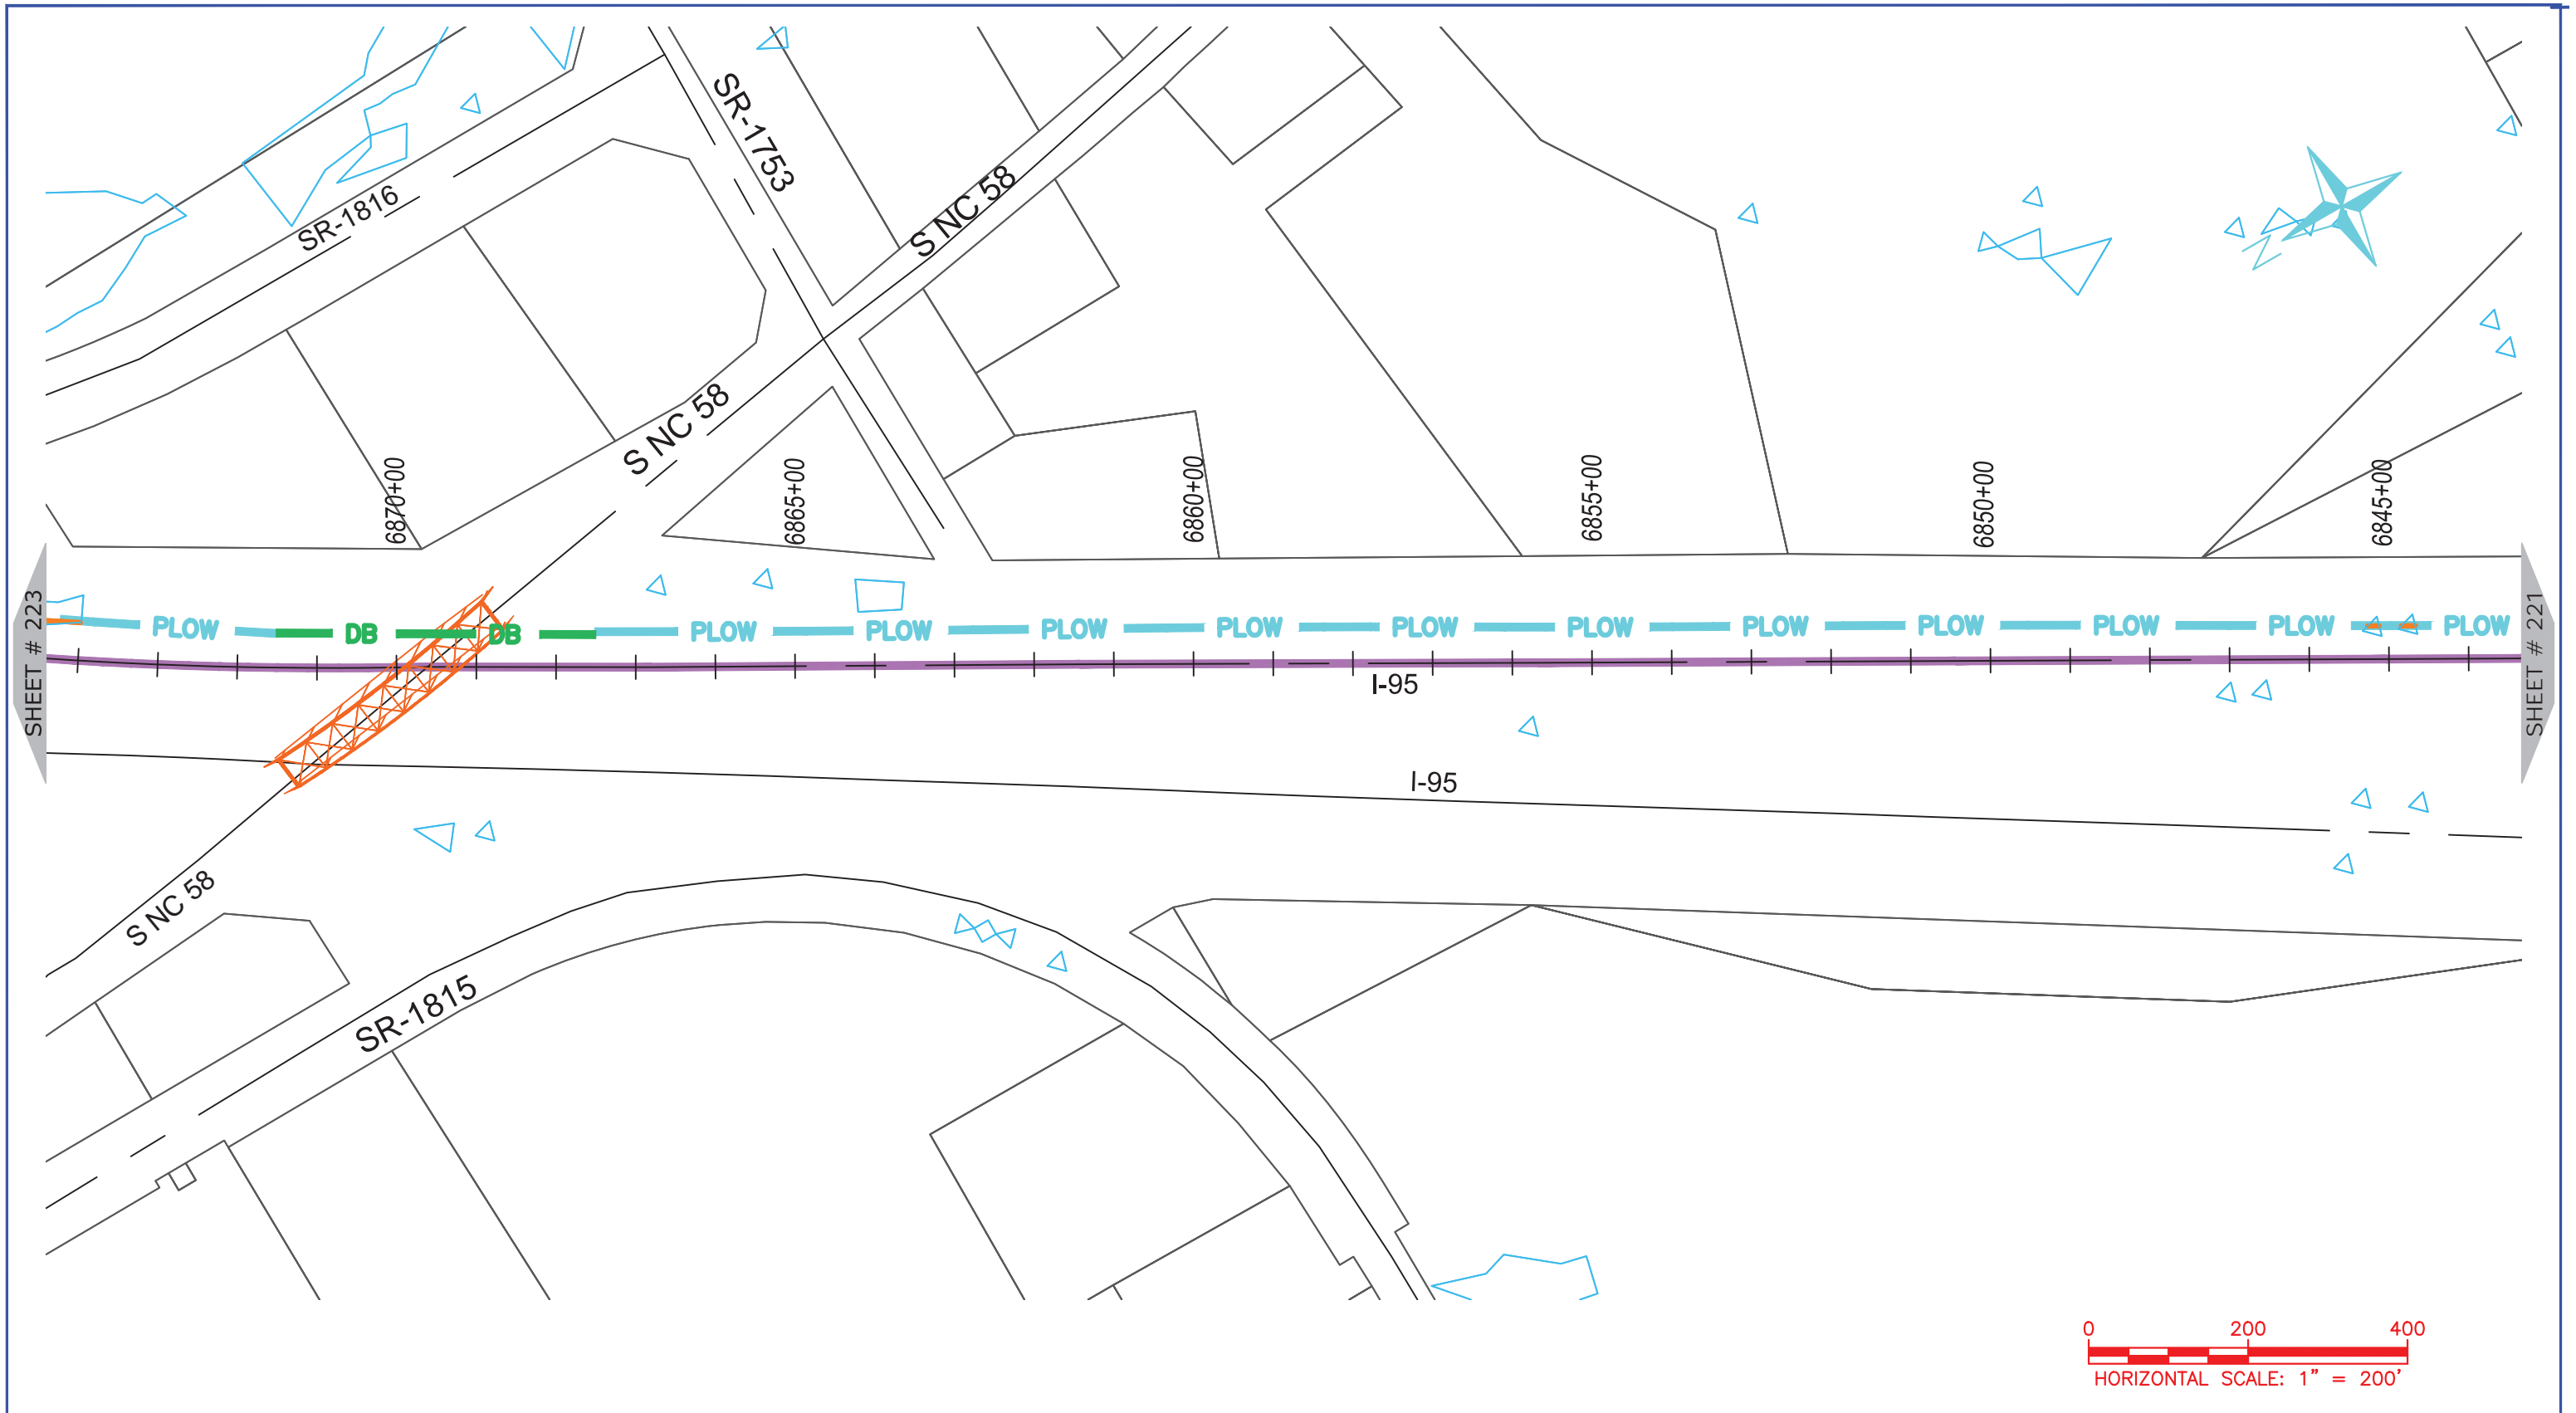 SR-1753
SR-1816
S NC 58
S NC 58
6870+00
6865+00
6860+00
6855+00
6850+00
6845+00
SHEET # 223
PLOW
DB
DB
PLOW
PLOW
PLOW
PLOW
PLOW
PLOW
PLOW
PLOW
PLOW
PLOW
PLOW
SHEET # 221
I-95
I-95
S NC 58
SR-1815
N
0 200 400
HORIZONTAL SCALE: 1" = 200'